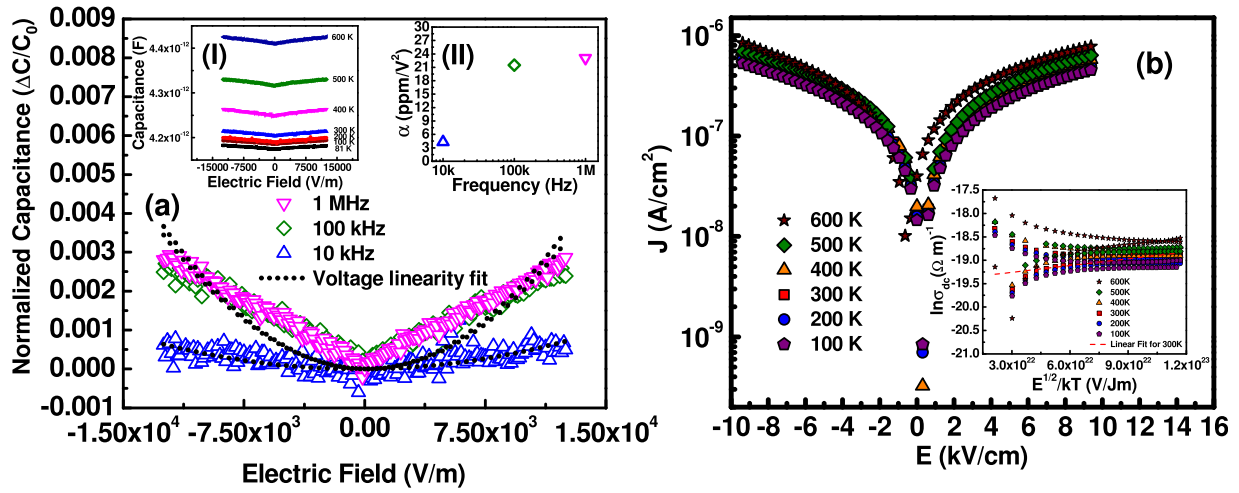 (a)
Normalized Capacitance (ΔC/C₀)
0.009
0.008
0.007
0.006
0.005
0.004
0.003
0.002
0.001
0.000
-0.001
-1.50x10⁴
-7.50x10³
0.00
7.50x10³
1.50x10⁴
Electric Field (V/m)
1 MHz
100 kHz
10 kHz
Voltage linearity fit
(I)
Capacitance (F)
4.4x10⁻¹²
4.3x10⁻¹²
4.2x10⁻¹²
600 K
500 K
400 K
300 K
200 K
100 K
81 K
-15000
-7500
0
7500
15000
Electric Field (V/m)
(II)
α (ppm/V²)
30
27
24
21
18
15
12
9
6
3
0
10k
100k
1M
Frequency (Hz)
(b)
J (A/cm²)
10⁻⁶
10⁻⁷
10⁻⁸
10⁻⁹
-10
-8
-6
-4
-2
0
2
4
6
8
10
12
14
16
E (kV/cm)
600 K
500 K
400 K
300 K
200 K
100 K
lnσdc (Ω m)⁻¹
-17.5
-18.0
-18.5
-19.0
-19.5
-20.0
-20.5
-21.0
600K
500K
400K
300K
200K
100K
Linear Fit for 300K
3.0x10²²
6.0x10²²
9.0x10²²
1.2x10²³
E¹ᐟ²/kT (V/Jm)